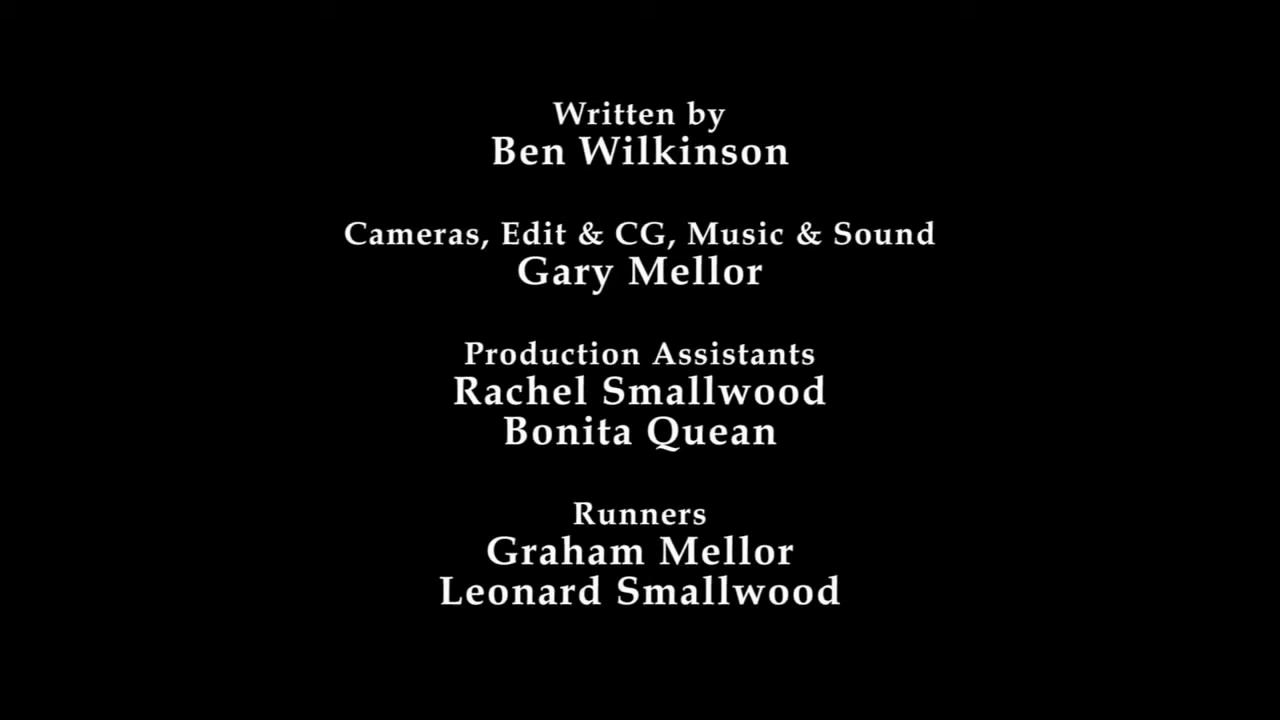 Written by
Ben Wilkinson
Cameras, Edit & CG, Music & Sound
Gary Mellor
Production Assistants
Rachel Smallwood
Bonita Quean
Runners
Graham Mellor
Leonard Smallwood